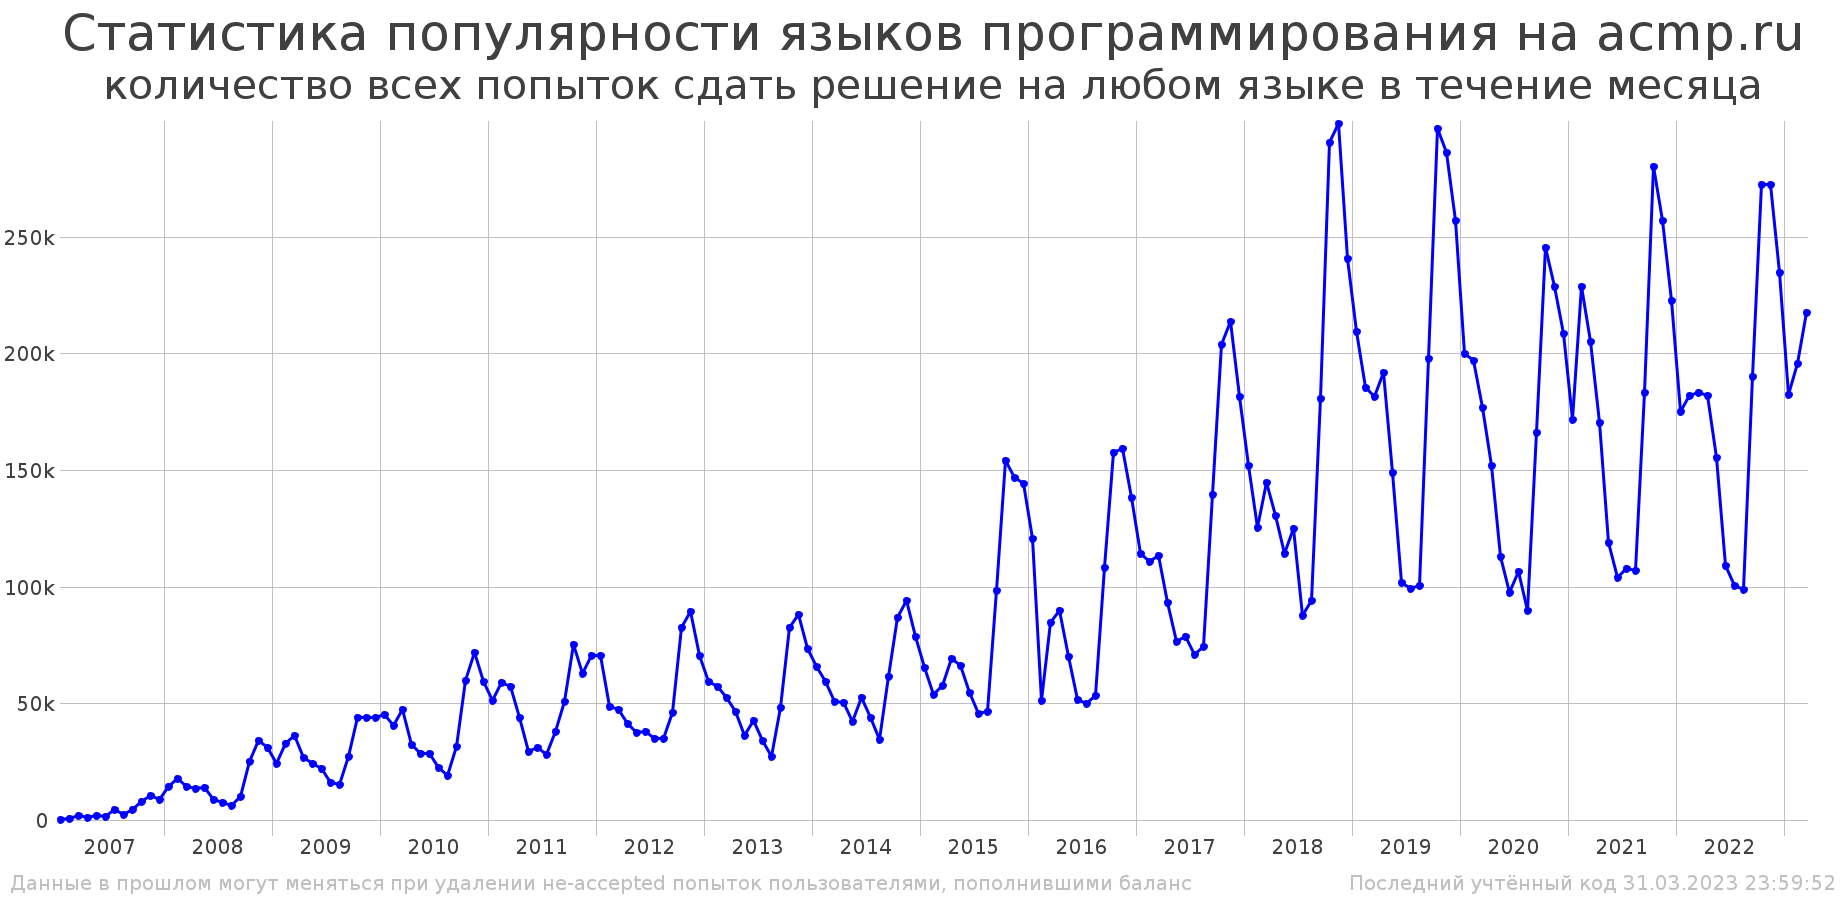 Статистика популярности языков программирования на acmp.ru
количество всех попыток сдать решение на любом языке в течение месяца
250k
200k
150k
100k
50k
0
2007 2008 2009 2010 2011 2012 2013 2014 2015 2016 2017 2018 2019 2020 2021 2022
Данные в прошлом могут меняться при удалении не-accepted попыток пользователями, пополнившими баланс
Последний учтённый код 31.03.2023 23:59:52